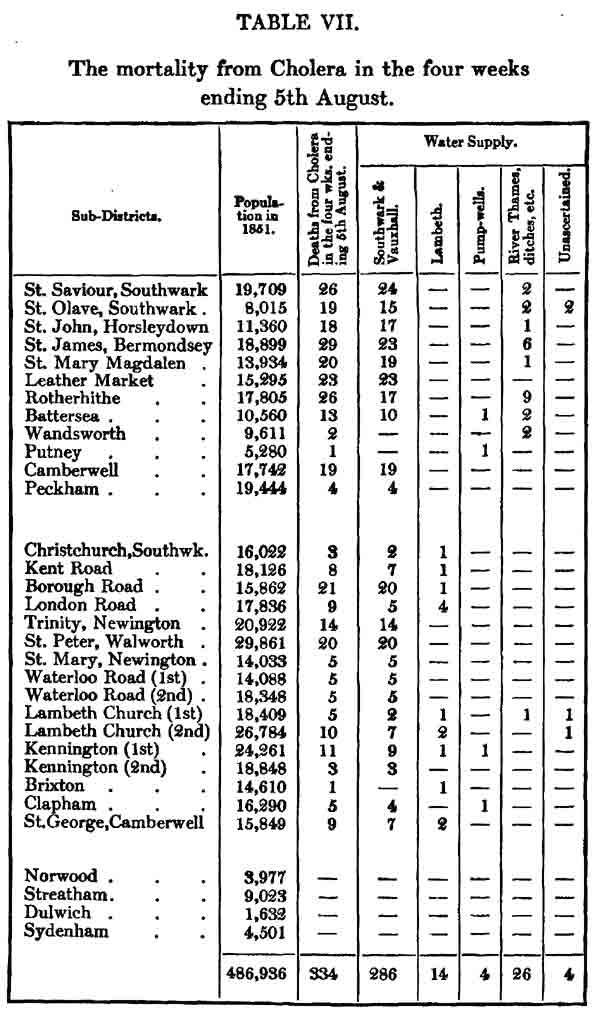 TABLE VII.
The mortality from Cholera in the four weeks
ending 5th August.
Sub-Districts.
Popula-
tion in
1851.
Deaths from Cholera
in the four wks. end-
ing 5th August.
Water Supply.
Southwark &
Vauxhall.
Lambeth.
Pump-wells.
River Thames,
ditches, etc.
Unascertained.
St. Saviour, Southwark 19,709 26 24 — — 2 —
St. Olave, Southwark . 8,015 19 15 — — 2 2
St. John, Horsleydown 11,360 18 17 — — 1 —
St. James, Bermondsey 18,899 29 23 — — 6 —
St. Mary Magdalen . 13,934 20 19 — — 1 —
Leather Market . 15,295 23 23 — — — —
Rotherhithe . . 17,805 26 17 — — 9 —
Battersea . . . 10,560 13 10 — 1 2 —
Wandsworth . . 9,611 2 — — — 2 —
Putney . . . 5,280 1 — — 1 — —
Camberwell . . 17,742 19 19 — — — —
Peckham . . . 19,444 4 4 — — — —
Christchurch,Southwk. 16,022 3 2 1 — — —
Kent Road . . 18,126 8 7 1 — — —
Borough Road . . 15,862 21 20 1 — — —
London Road . . 17,836 9 5 4 — — —
Trinity, Newington . 20,922 14 14 — — — —
St. Peter, Walworth . 29,861 20 20 — — — —
St. Mary, Newington . 14,033 5 5 — — — —
Waterloo Road (1st) . 14,088 5 5 — — — —
Waterloo Road (2nd) . 18,348 5 5 — — — —
Lambeth Church (1st) 18,409 5 2 1 — 1 1
Lambeth Church (2nd) 26,784 10 7 2 — — 1
Kennington (1st) . 24,261 11 9 1 1 — —
Kennington (2nd) . 18,848 3 3 — — — —
Brixton . . . 14,610 1 — 1 — — —
Clapham . . . 16,290 5 4 — 1 — —
St.George,Camberwell 15,849 9 7 2 — — —
Norwood . . . 3,977 — — — — — —
Streatham. . . 9,023 — — — — — —
Dulwich . . . 1,632 — — — — — —
Sydenham . . 4,501 — — — — — —
486,936 334 286 14 4 26 4